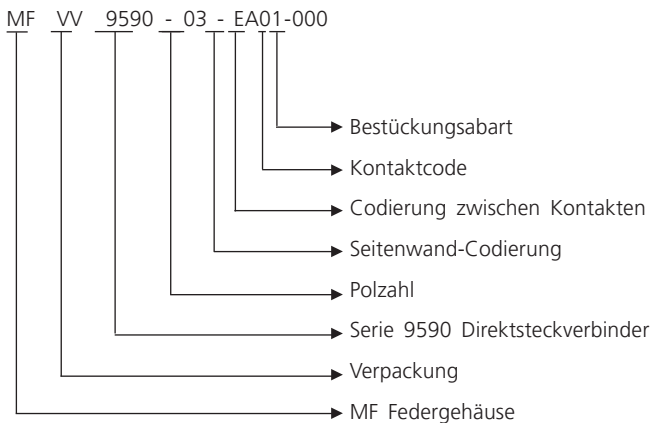 MF VV 9590 - 03 - EA01-000
Bestückungsabart
Kontaktcode
Codierung zwischen Kontakten
Seitenwand-Codierung
Polzahl
Serie 9590 Direktsteckverbinder
Verpackung
MF Federgehäuse